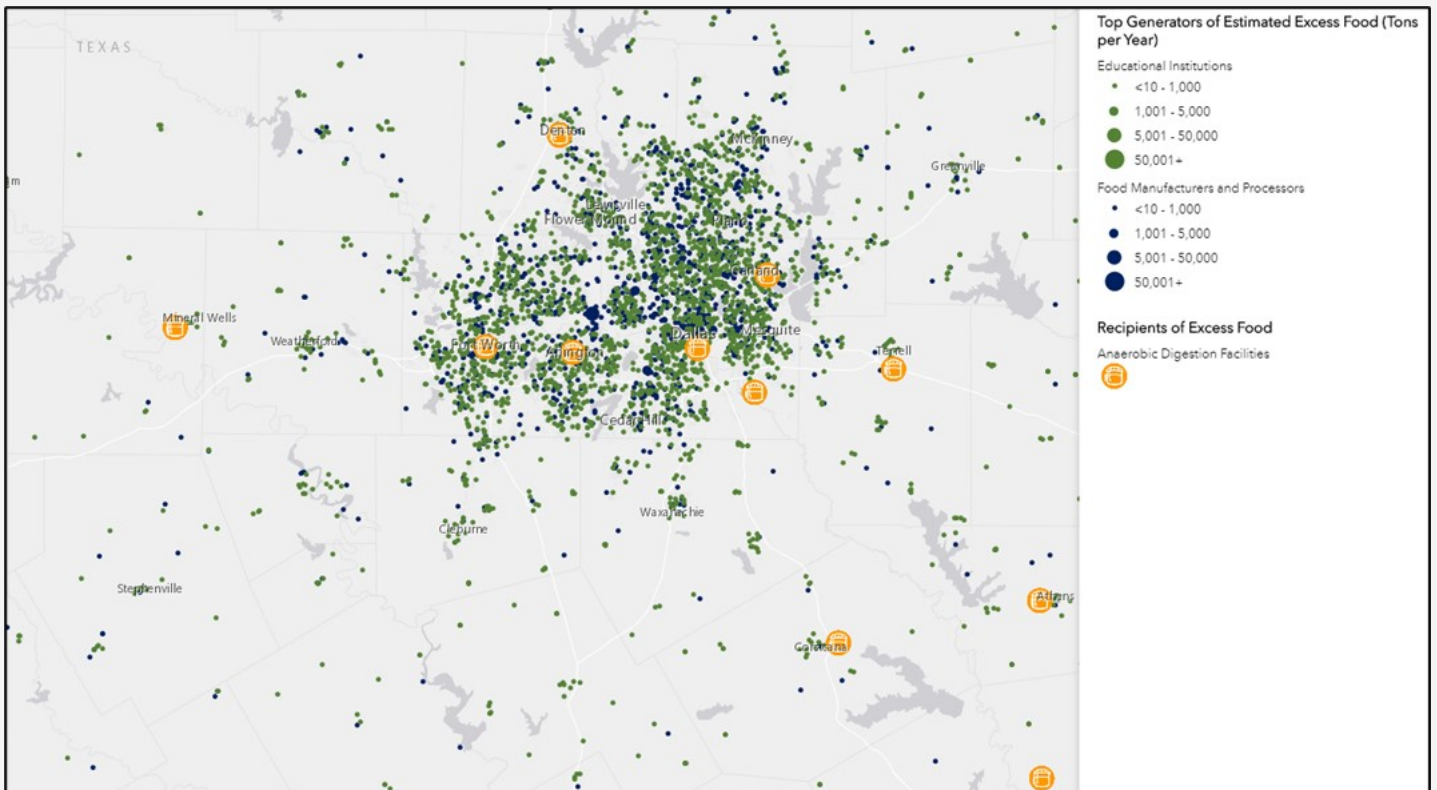 TEXAS
m
Denton
McKinney
Greenville
Lewisville
Flower Mound
Plano
Garland
Mineral Wells
Weatherford
Fort Worth
Arlington
Dallas
Mesquite
Terrell
Cedar Hill
Cleburne
Waxahachie
Stephenville
Athens
Corsicana
Top Generators of Estimated Excess Food (Tons
per Year)
Educational Institutions
<10 - 1,000
1,001 - 5,000
5,001 - 50,000
50,001+
Food Manufacturers and Processors
<10 - 1,000
1,001 - 5,000
5,001 - 50,000
50,001+
Recipients of Excess Food
Anaerobic Digestion Facilities